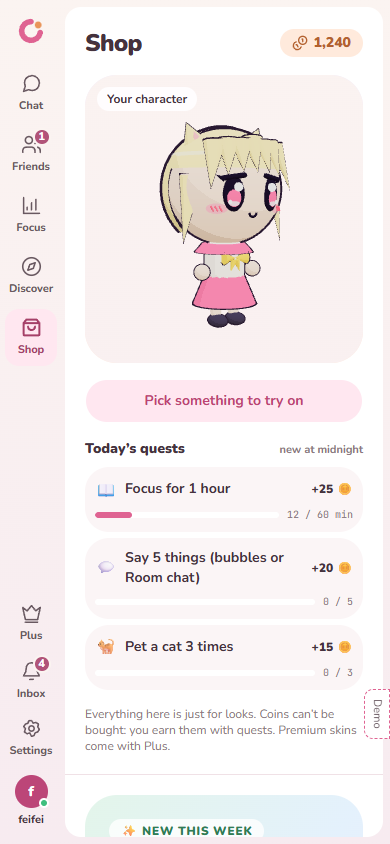 Shop
1,240
Chat
1
Friends
Focus
Discover
Shop
Your character
Pick something to try on
Today's quests
new at midnight
Focus for 1 hour
+25
12 / 60 min
Say 5 things (bubbles or
Room chat)
+20
0 / 5
Pet a cat 3 times
+15
0 / 3
Everything here is just for looks. Coins can't be
bought: you earn them with quests. Premium skins
come with Plus.
Demo
NEW THIS WEEK
Plus
4
Inbox
Settings
f
feifei